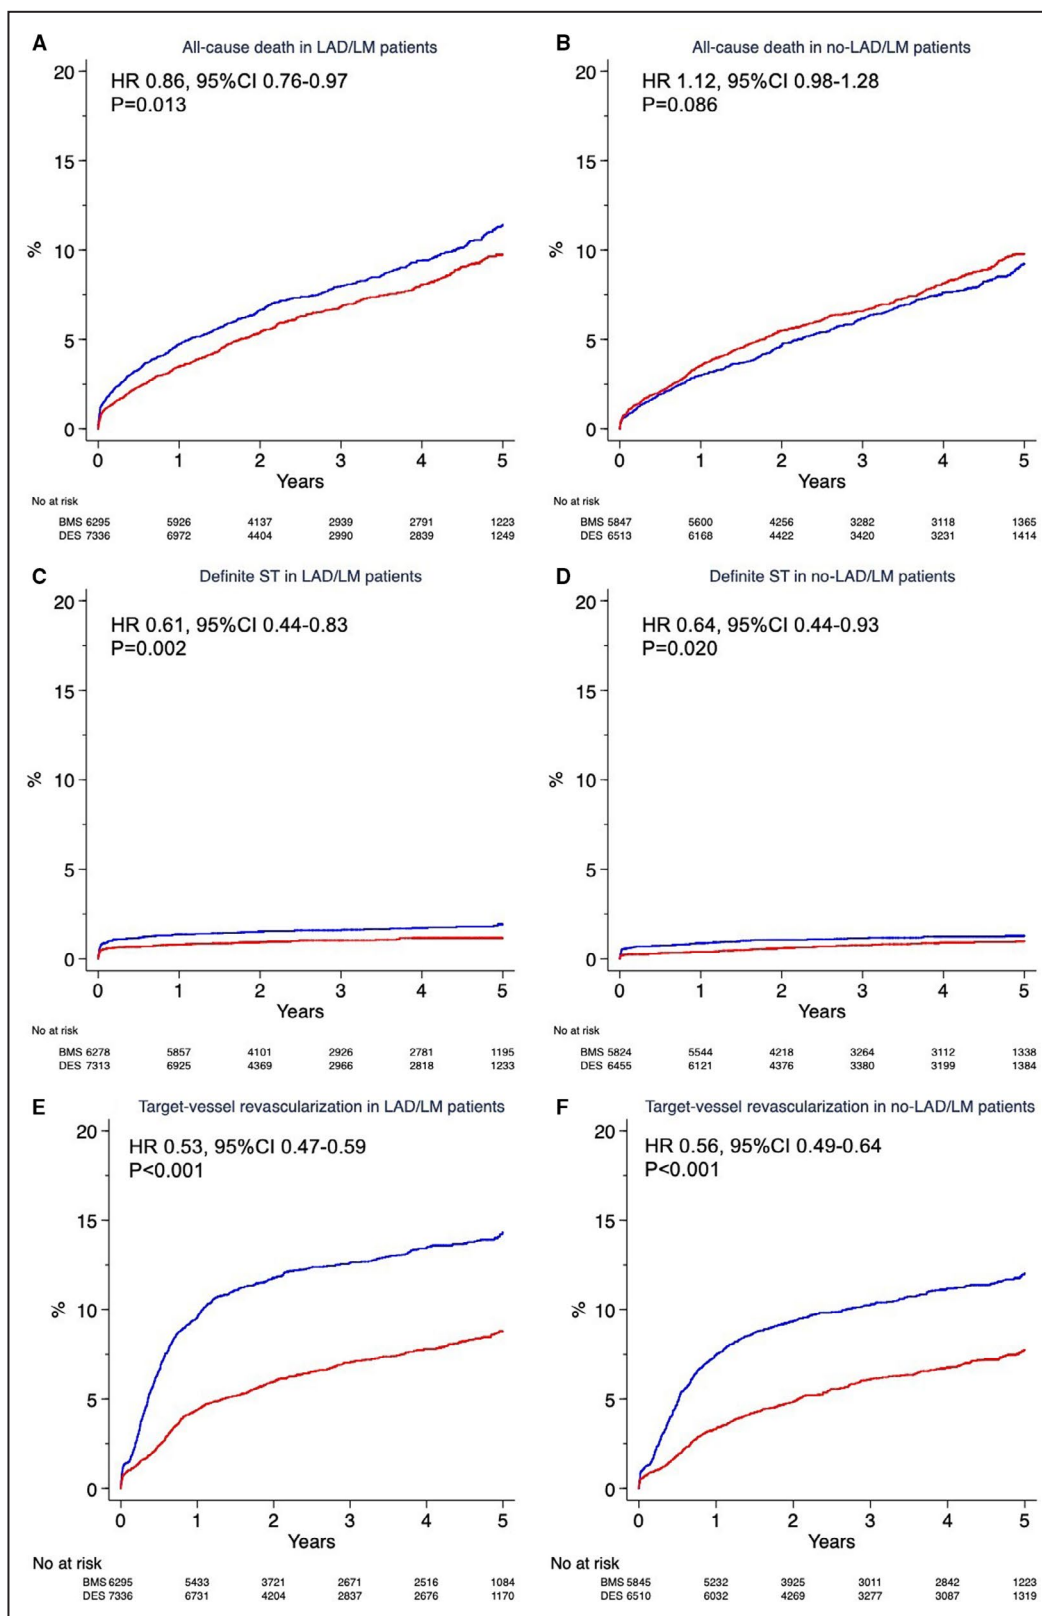 A
All-cause death in LAD/LM patients
HR 0.86, 95%CI 0.76-0.97
P=0.013
20
15
10
5
0
%
0 1 2 3 4 5
Years
No at risk
BMS 6295 5926 4137 2939 2791 1223
DES 7336 6972 4404 2990 2839 1249
B
All-cause death in no-LAD/LM patients
HR 1.12, 95%CI 0.98-1.28
P=0.086
20
15
10
5
0
%
0 1 2 3 4 5
Years
No at risk
BMS 5847 5600 4256 3282 3118 1365
DES 6513 6168 4422 3420 3231 1414
C
Definite ST in LAD/LM patients
HR 0.61, 95%CI 0.44-0.83
P=0.002
20
15
10
5
0
%
0 1 2 3 4 5
Years
No at risk
BMS 6278 5857 4101 2926 2781 1195
DES 7313 6925 4369 2966 2818 1233
D
Definite ST in no-LAD/LM patients
HR 0.64, 95%CI 0.44-0.93
P=0.020
20
15
10
5
0
%
0 1 2 3 4 5
Years
No at risk
BMS 5824 5544 4218 3264 3112 1338
DES 6455 6121 4376 3380 3199 1384
E
Target-vessel revascularization in LAD/LM patients
HR 0.53, 95%CI 0.47-0.59
P<0.001
20
15
10
5
0
%
0 1 2 3 4 5
Years
No at risk
BMS 6295 5433 3721 2671 2516 1084
DES 7336 6731 4204 2837 2676 1170
F
Target-vessel revascularization in no-LAD/LM patients
HR 0.56, 95%CI 0.49-0.64
P<0.001
20
15
10
5
0
%
0 1 2 3 4 5
Years
No at risk
BMS 5845 5232 3925 3011 2842 1223
DES 6510 6032 4269 3277 3087 1319